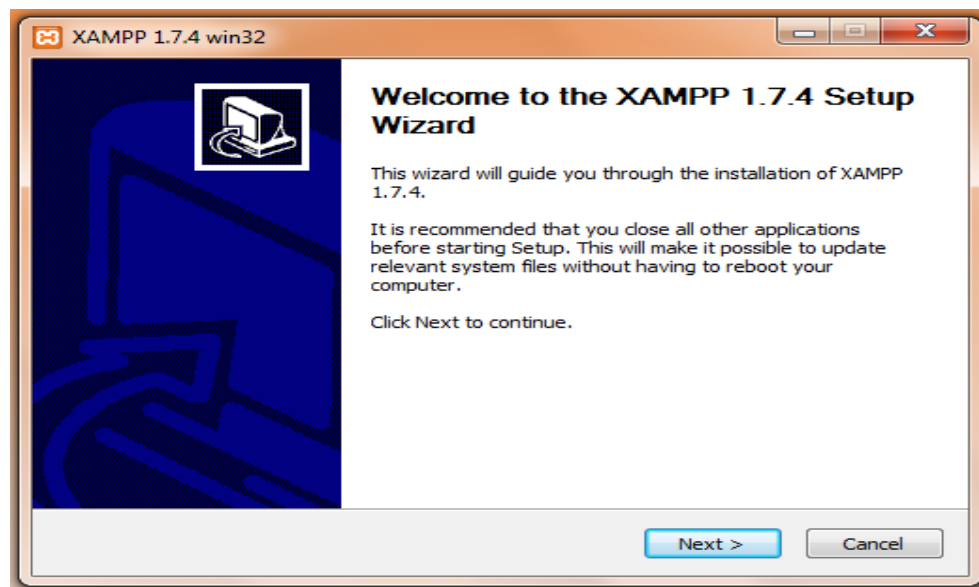 XAMPP 1.7.4 win32
Welcome to the XAMPP 1.7.4 Setup
Wizard
This wizard will guide you through the installation of XAMPP
1.7.4.
It is recommended that you close all other applications
before starting Setup. This will make it possible to update
relevant system files without having to reboot your
computer.
Click Next to continue.
Next >
Cancel